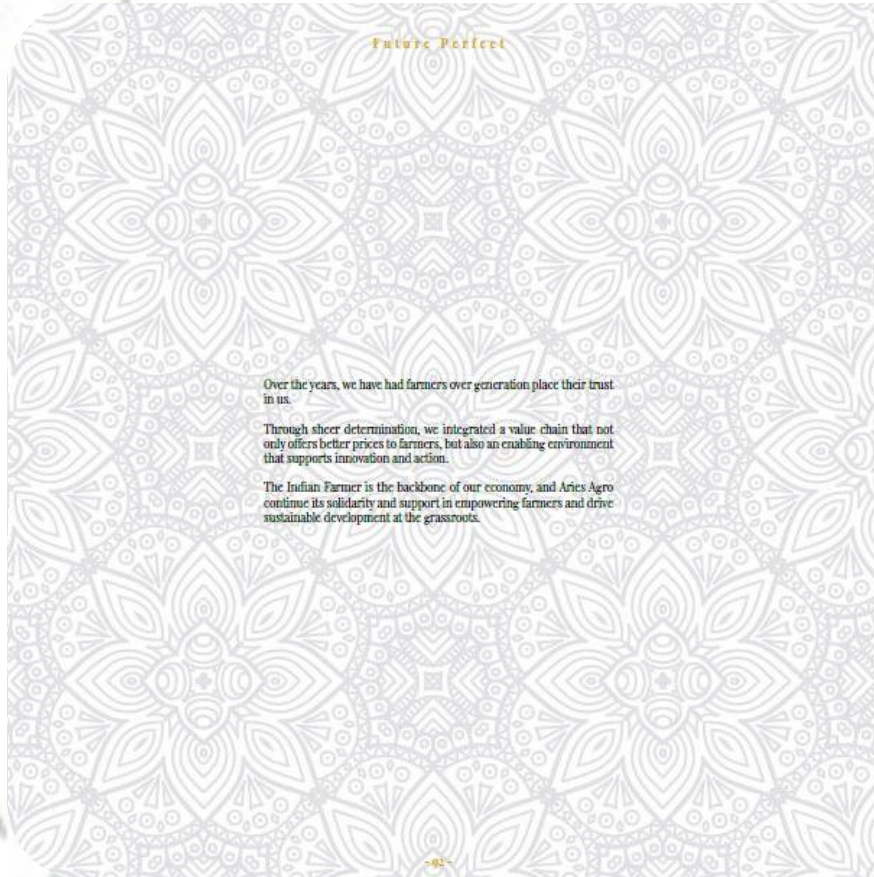 Future Perfect
Over the years, we have had farmers over generation place their trust
in us.
Through sheer determination, we integrated a value chain that not
only offers better prices to farmers, but also an enabling environment
that supports innovation and action.
The Indian Farmer is the backbone of our economy, and Aries Agro
continue its solidarity and support in empowering farmers and drive
sustainable development at the grassroots.
~ 92 ~